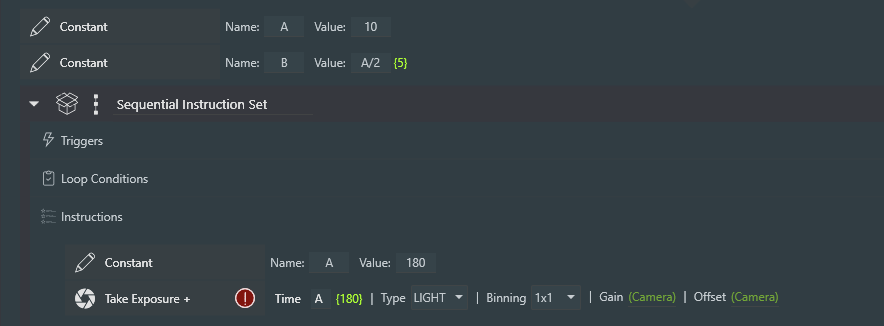 Constant Name: A Value: 10
Constant Name: B Value: A/2 {5}
Sequential Instruction Set
Triggers
Loop Conditions
Instructions
Constant Name: A Value: 180
Take Exposure + Time A {180} | Type LIGHT | Binning 1x1 | Gain (Camera) | Offset (Camera)